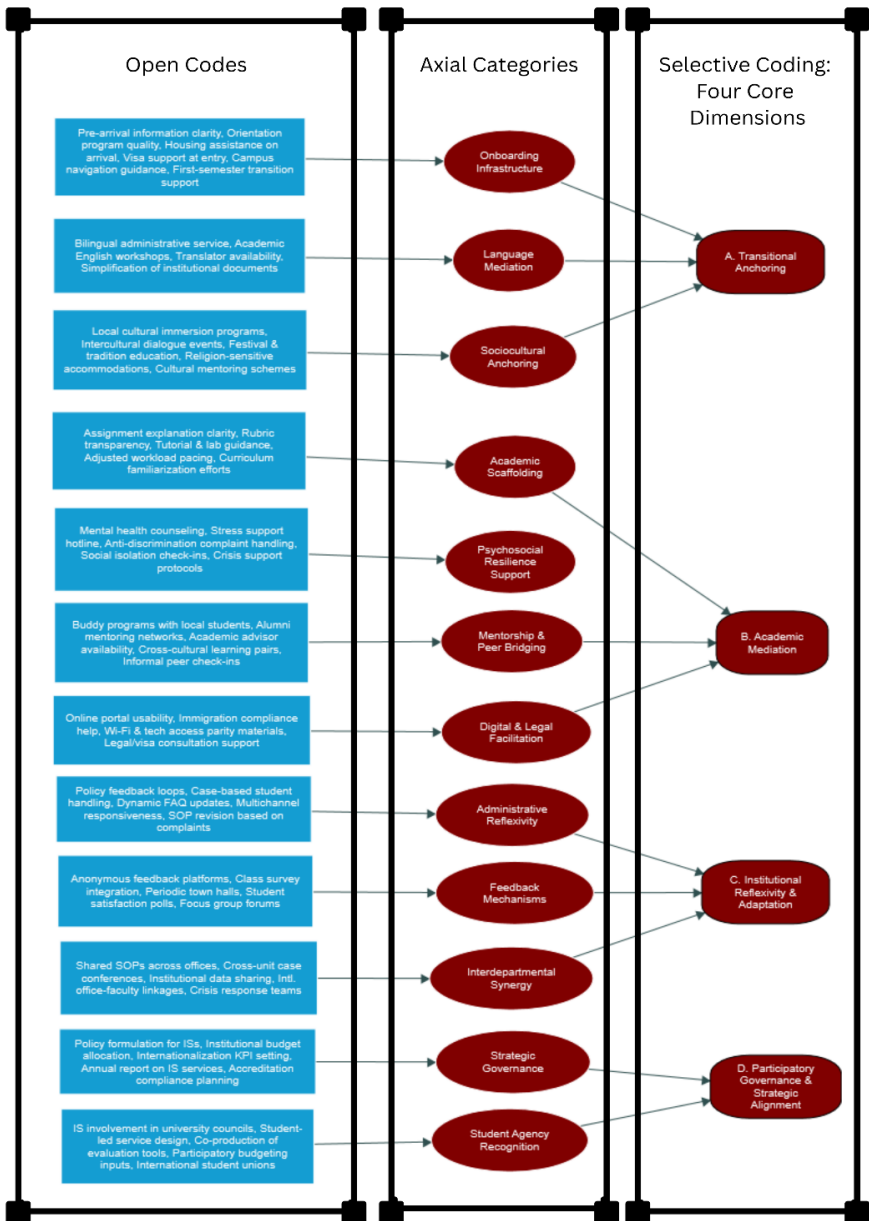 Open Codes
Axial Categories
Selective Coding:
Four Core
Dimensions
Pre-arrival information clarity, Orientation
program quality, Housing assistance on
arrival, Visa support at entry, Campus
navigation guidance, First-semester transition
support
Onboarding
Infrastructure
Bilingual administrative service, Academic
English workshops, Translator availability,
Simplification of institutional documents
Language
Mediation
A. Transitional
Anchoring
Local cultural immersion programs,
Intercultural dialogue events, Festival &
tradition education, Religion-sensitive
accommodations, Cultural mentoring schemes
Sociocultural
Anchoring
Assignment explanation clarity, Rubric
transparency, Tutorial & lab guidance,
Adjusted workload pacing, Curriculum
familiarization efforts
Academic
Scaffolding
Mental health counseling, Stress support
hotline, Anti-discrimination complaint handling,
Social isolation check-ins, Crisis support
protocols
Psychosocial
Resilience
Support
Buddy programs with local students, Alumni
mentoring networks, Academic advisor
availability, Cross-cultural learning pairs,
Informal peer check-ins
Mentorship &
Peer Bridging
B. Academic
Mediation
Online portal usability, Immigration compliance
help, Wi-Fi & tech access parity materials,
Legal/visa consultation support
Digital & Legal
Facilitation
Policy feedback loops, Case-based student
handling, Dynamic FAQ updates, Multichannel
responsiveness, SOP revision based on
complaints
Administrative
Reflexivity
Anonymous feedback platforms, Class survey
integration, Periodic town halls, Student
satisfaction polls, Focus group forums
Feedback
Mechanisms
C. Institutional
Reflexivity &
Adaptation
Shared SOPs across offices, Cross-unit case
conferences, Institutional data sharing, Intl.
office-faculty linkages, Crisis response teams
Interdepartmental
Synergy
Policy formulation for ISs, Institutional budget
allocation, Internationalization KPI setting,
Annual report on IS services, Accreditation
compliance planning
Strategic
Governance
D. Participatory
Governance &
Strategic
Alignment
IS involvement in university councils, Student-
led service design, Co-production of
evaluation tools, Participatory budgeting
inputs, International student unions
Student Agency
Recognition